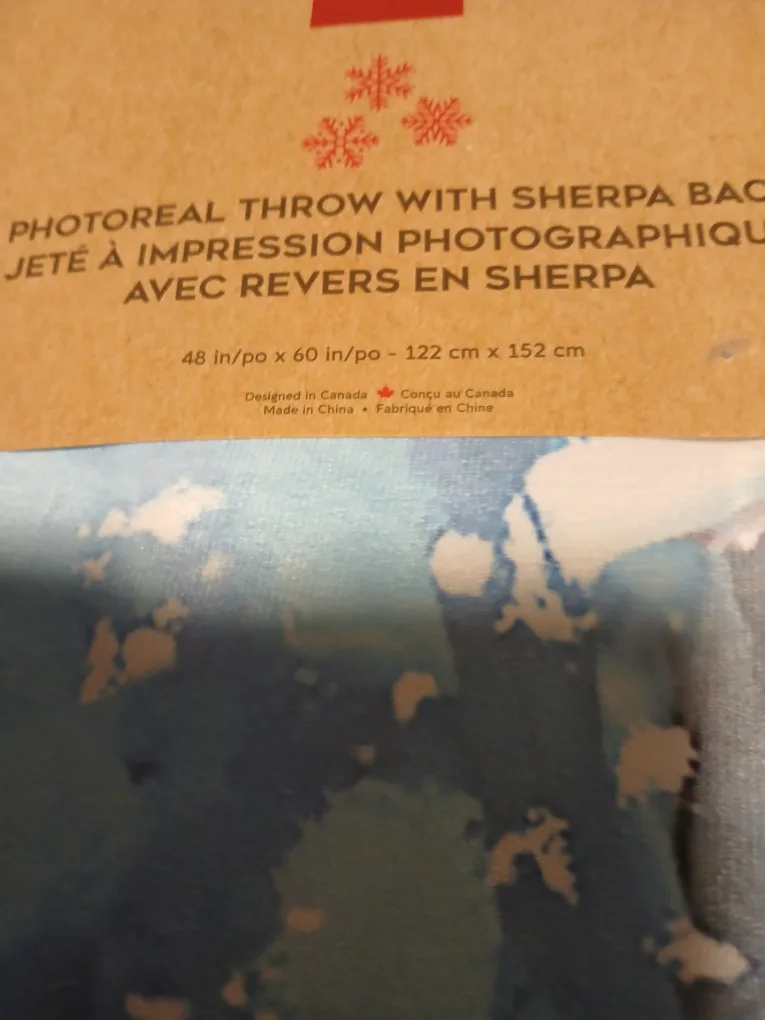 PHOTOREAL THROW WITH SHERPA
JETÉ À IMPRESSION
AVEC REVERS EN SHERPA
48 in/po x 60 in/po - 122 cm x 152 cm
Designed in Canada Conçu au Canada
Made in China • Fabriqué en Chine